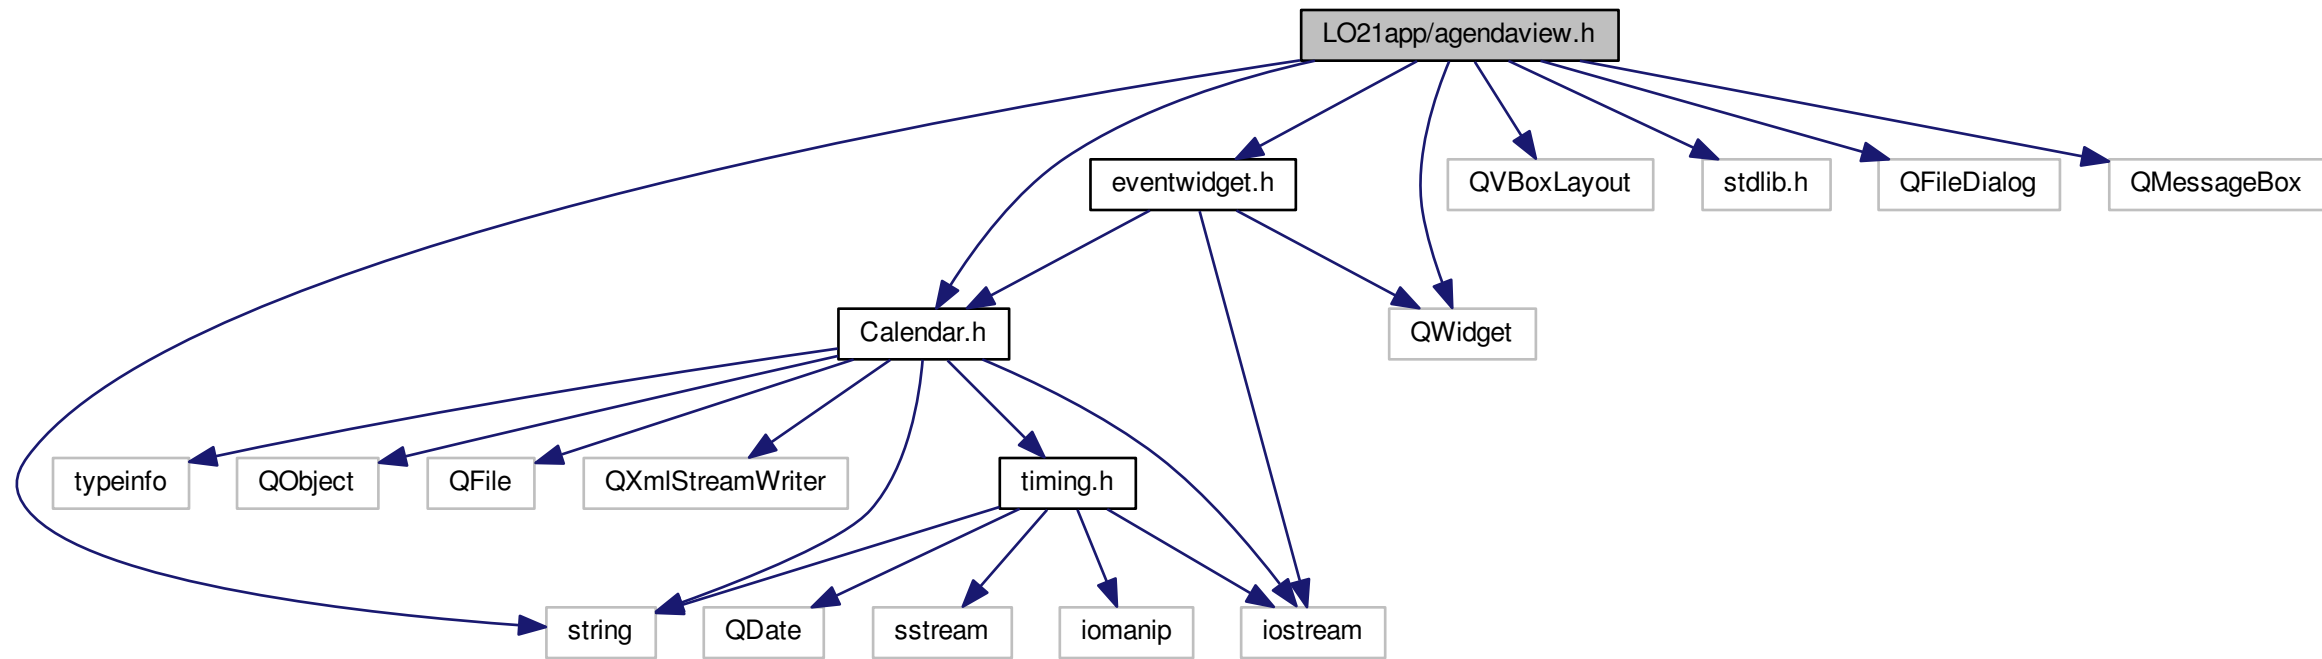 LO21app/agendaview.h
eventwidget.h
QVBoxLayout
stdlib.h
QFileDialog
QMessageBox
Calendar.h
QWidget
typeinfo
QObject
QFile
QXmlStreamWriter
timing.h
string
QDate
sstream
iomanip
iostream